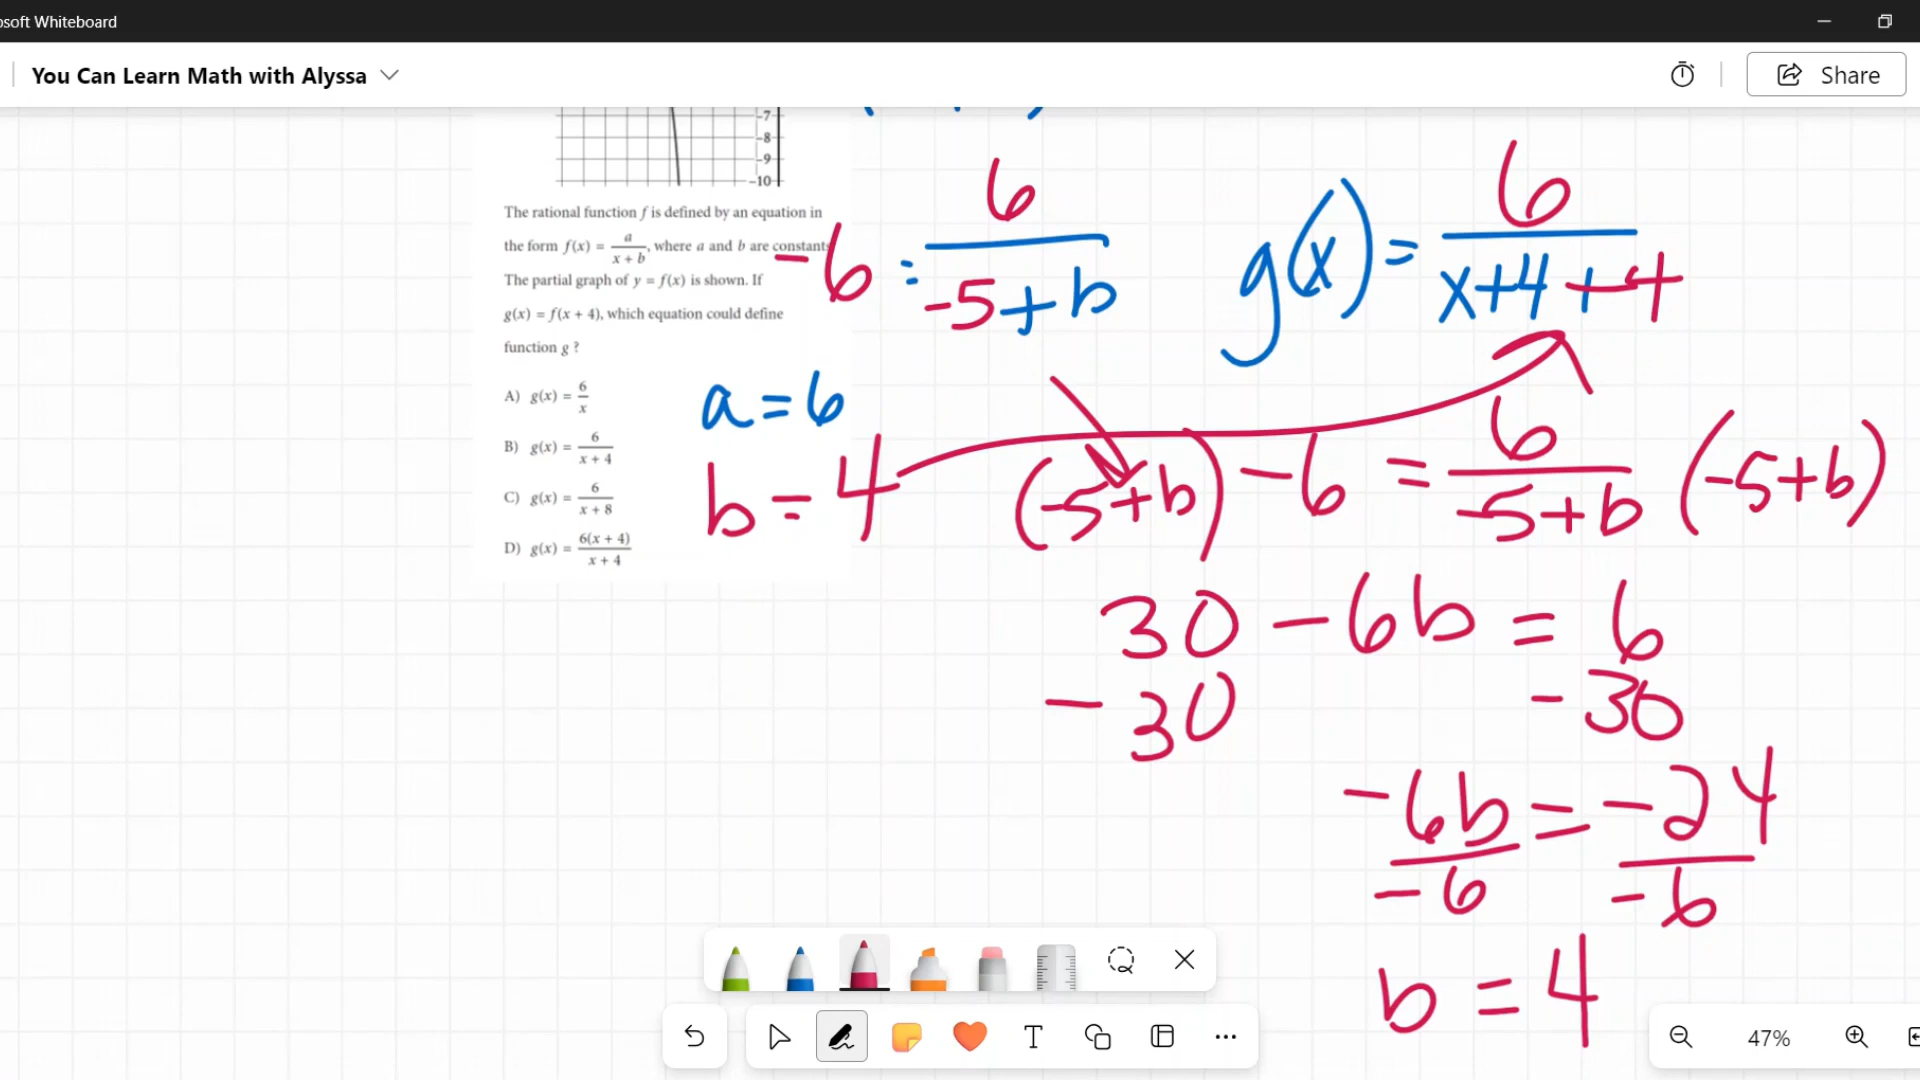 osoft Whiteboard
You Can Learn Math with Alyssa
Share
-7
-8
-9
-10
The rational function f is defined by an equation in
the form f(x) = a/(x + b), where a and b are constants
The partial graph of y = f(x) is shown. If
g(x) = f(x + 4), which equation could define
function g ?
A) g(x) = 6/x
B) g(x) = 6/(x + 4)
C) g(x) = 6/(x + 8)
D) g(x) = 6(x + 4)/(x + 4)
-6 = 6/(-5+b)
g(x) = 6/(x+4+4)
a=6
b=4
(-5+b) -6 = 6/(-5+b) (-5+b)
30 -6b = 6
-30 -30
-6b = -24
-6 -6
b = 4
47%